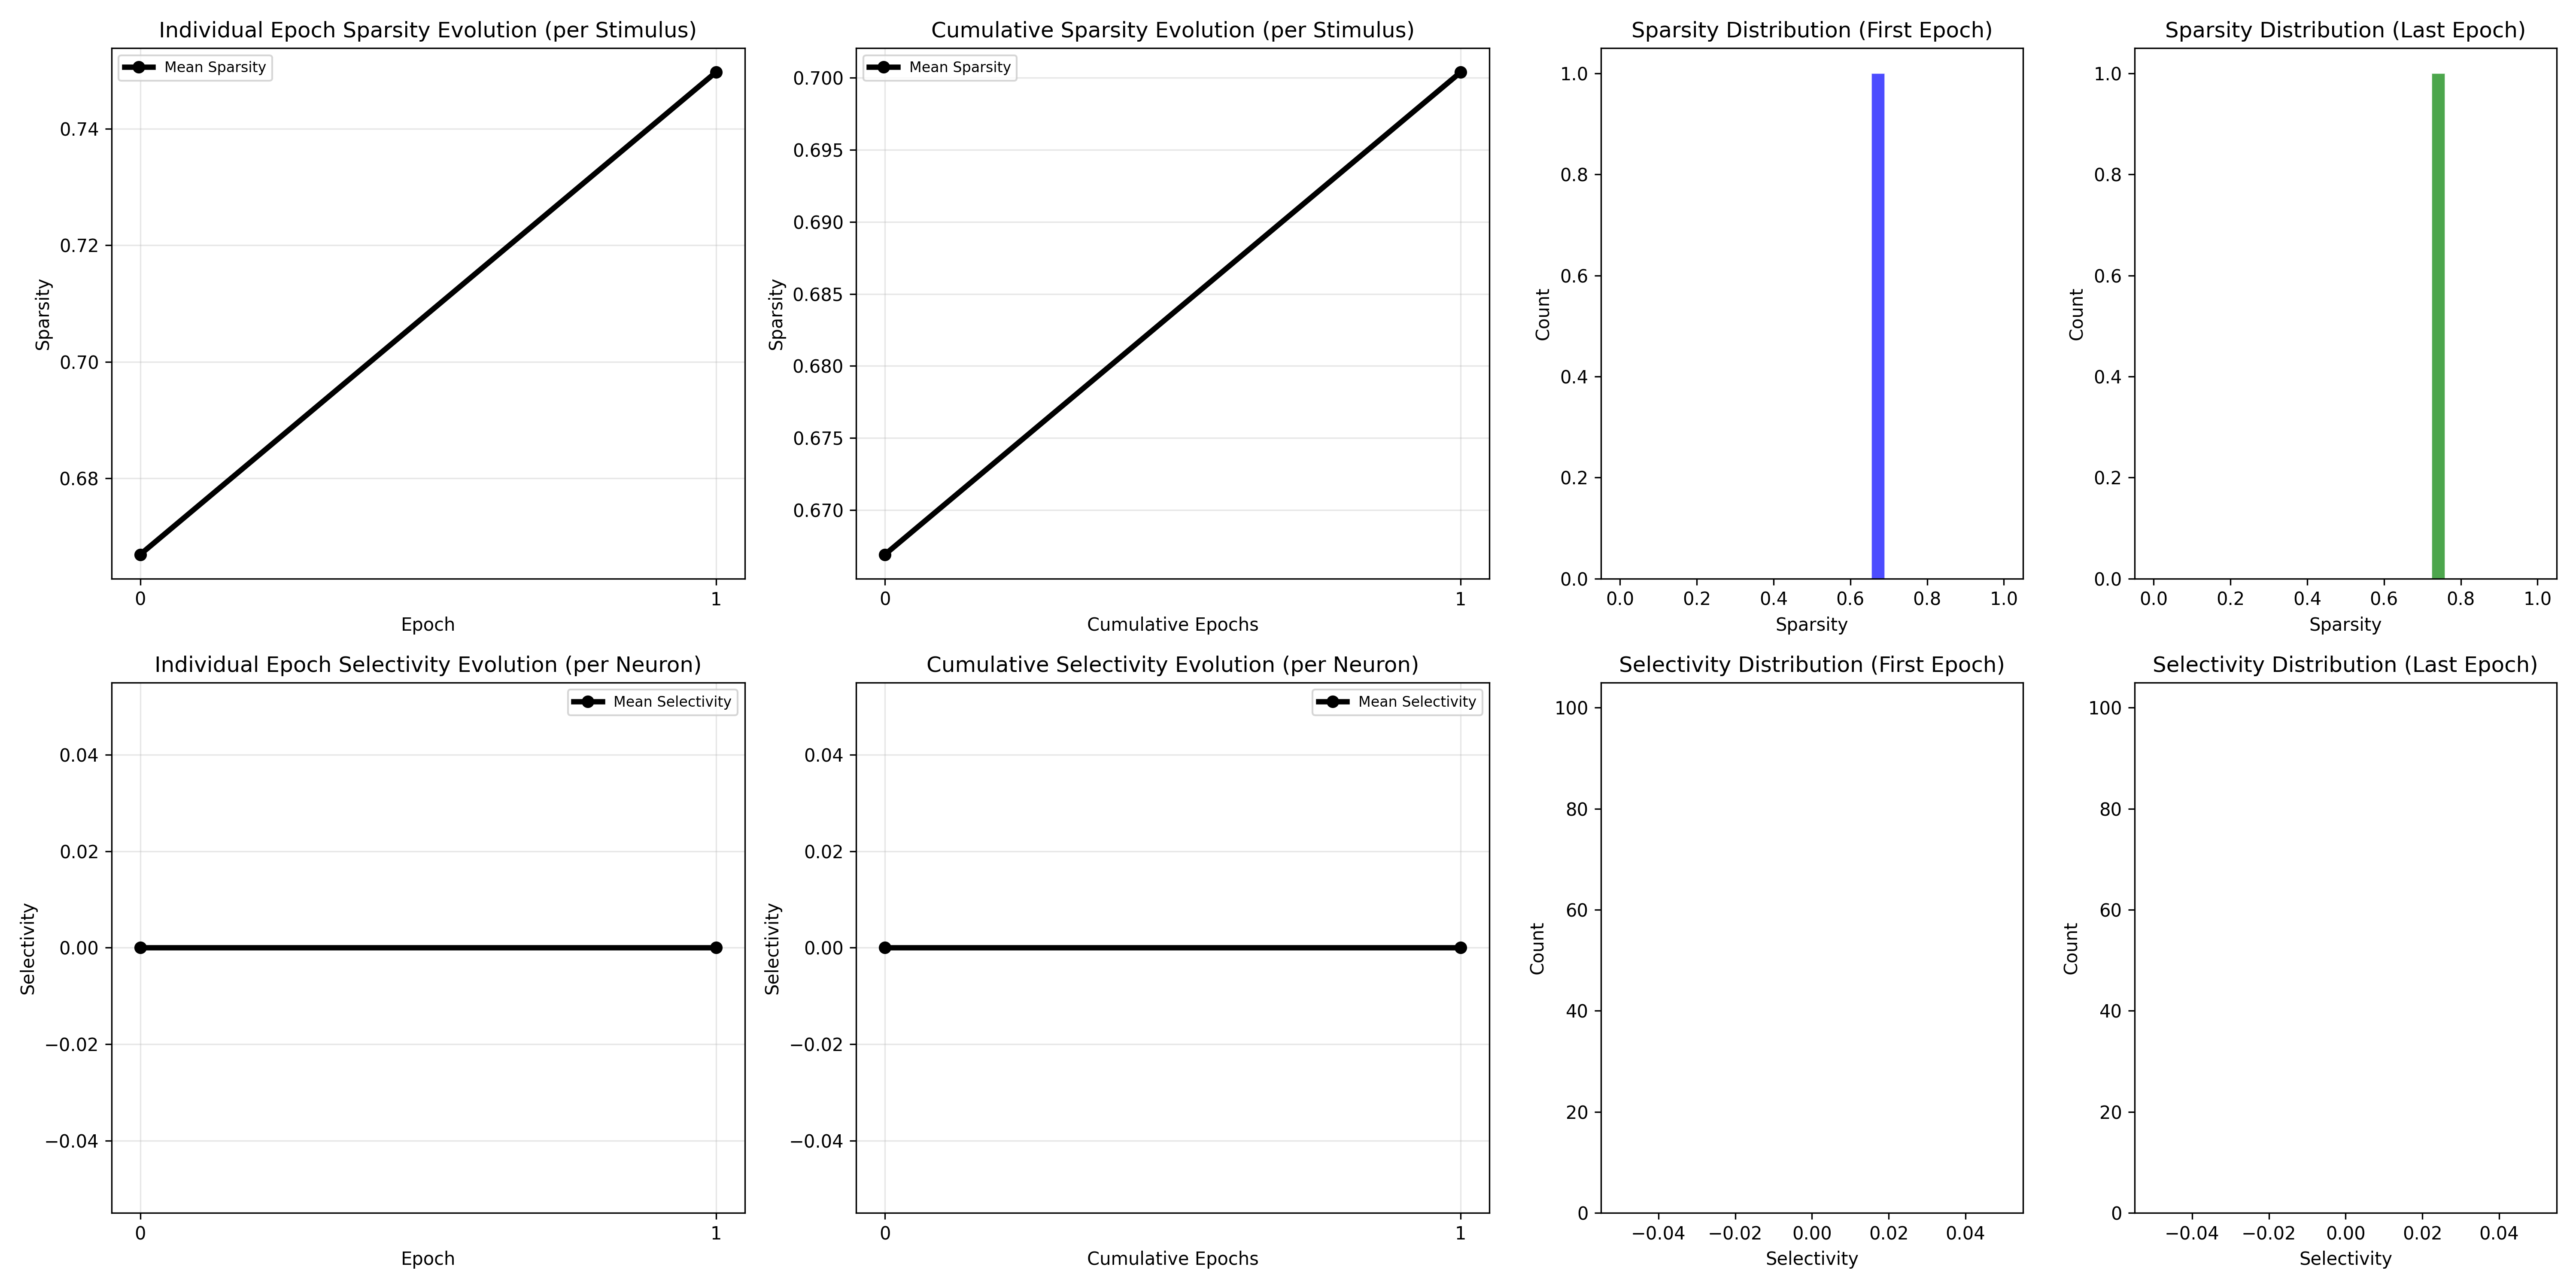 Individual Epoch Sparsity Evolution (per Stimulus)
Mean Sparsity
Sparsity
0.74
0.72
0.70
0.68
0
1
Epoch
Cumulative Sparsity Evolution (per Stimulus)
Mean Sparsity
Sparsity
0.700
0.695
0.690
0.685
0.680
0.675
0.670
0
1
Cumulative Epochs
Sparsity Distribution (First Epoch)
Count
1.0
0.8
0.6
0.4
0.2
0.0
0.0 0.2 0.4 0.6 0.8 1.0
Sparsity
Sparsity Distribution (Last Epoch)
Count
1.0
0.8
0.6
0.4
0.2
0.0
0.0 0.2 0.4 0.6 0.8 1.0
Sparsity
Individual Epoch Selectivity Evolution (per Neuron)
Mean Selectivity
Selectivity
0.04
0.02
0.00
−0.02
−0.04
0
1
Epoch
Cumulative Selectivity Evolution (per Neuron)
Mean Selectivity
Selectivity
0.04
0.02
0.00
−0.02
−0.04
0
1
Cumulative Epochs
Selectivity Distribution (First Epoch)
Count
100
80
60
40
20
0
−0.04 −0.02 0.00 0.02 0.04
Selectivity
Selectivity Distribution (Last Epoch)
Count
100
80
60
40
20
0
−0.04 −0.02 0.00 0.02 0.04
Selectivity